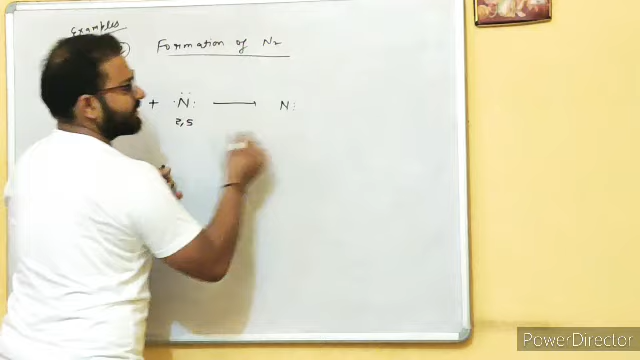 Examples
Formation of N₂
+ ·N̈: ⟶ N:
2,5
PowerDirector